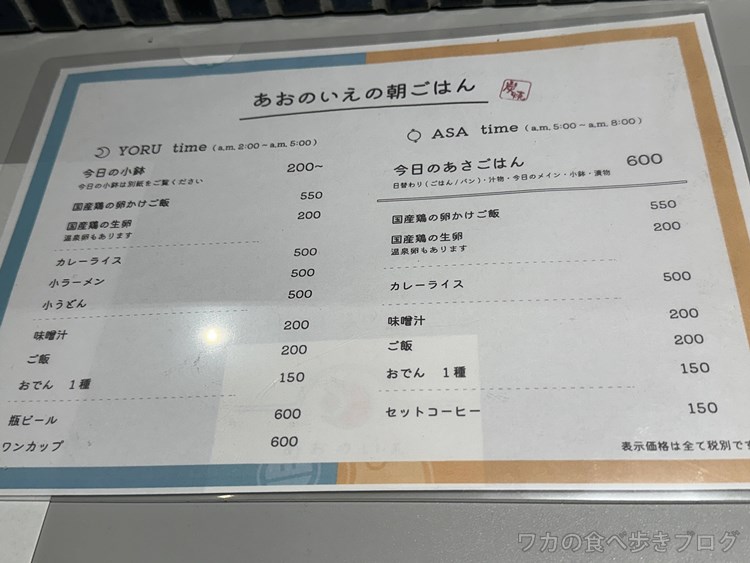 あおのいえの朝ごはん
炭焼
YORU time (a.m. 2:00−a.m. 5:00)
今日の小鉢 200~
今日の小鉢は別紙をご覧ください
国産鶏の卵かけご飯 550
国産鶏の生卵 200
温泉卵もあります
カレーライス 500
小ラーメン 500
小うどん 500
味噌汁 200
ご飯 200
おでん 1種 150
瓶ビール 600
ワンカップ 600
ASA time (a.m. 5:00−a.m. 8:00)
今日のあさごはん 600
日替わり(ごはん/パン)・汁物・今日のメイン・小鉢・漬物
国産鶏の卵かけご飯 550
国産鶏の生卵 200
温泉卵もあります
カレーライス 500
味噌汁 200
ご飯 200
おでん 1種 150
セットコーヒー 150
表示価格は全て税別です
ワカの食べ歩きブログ